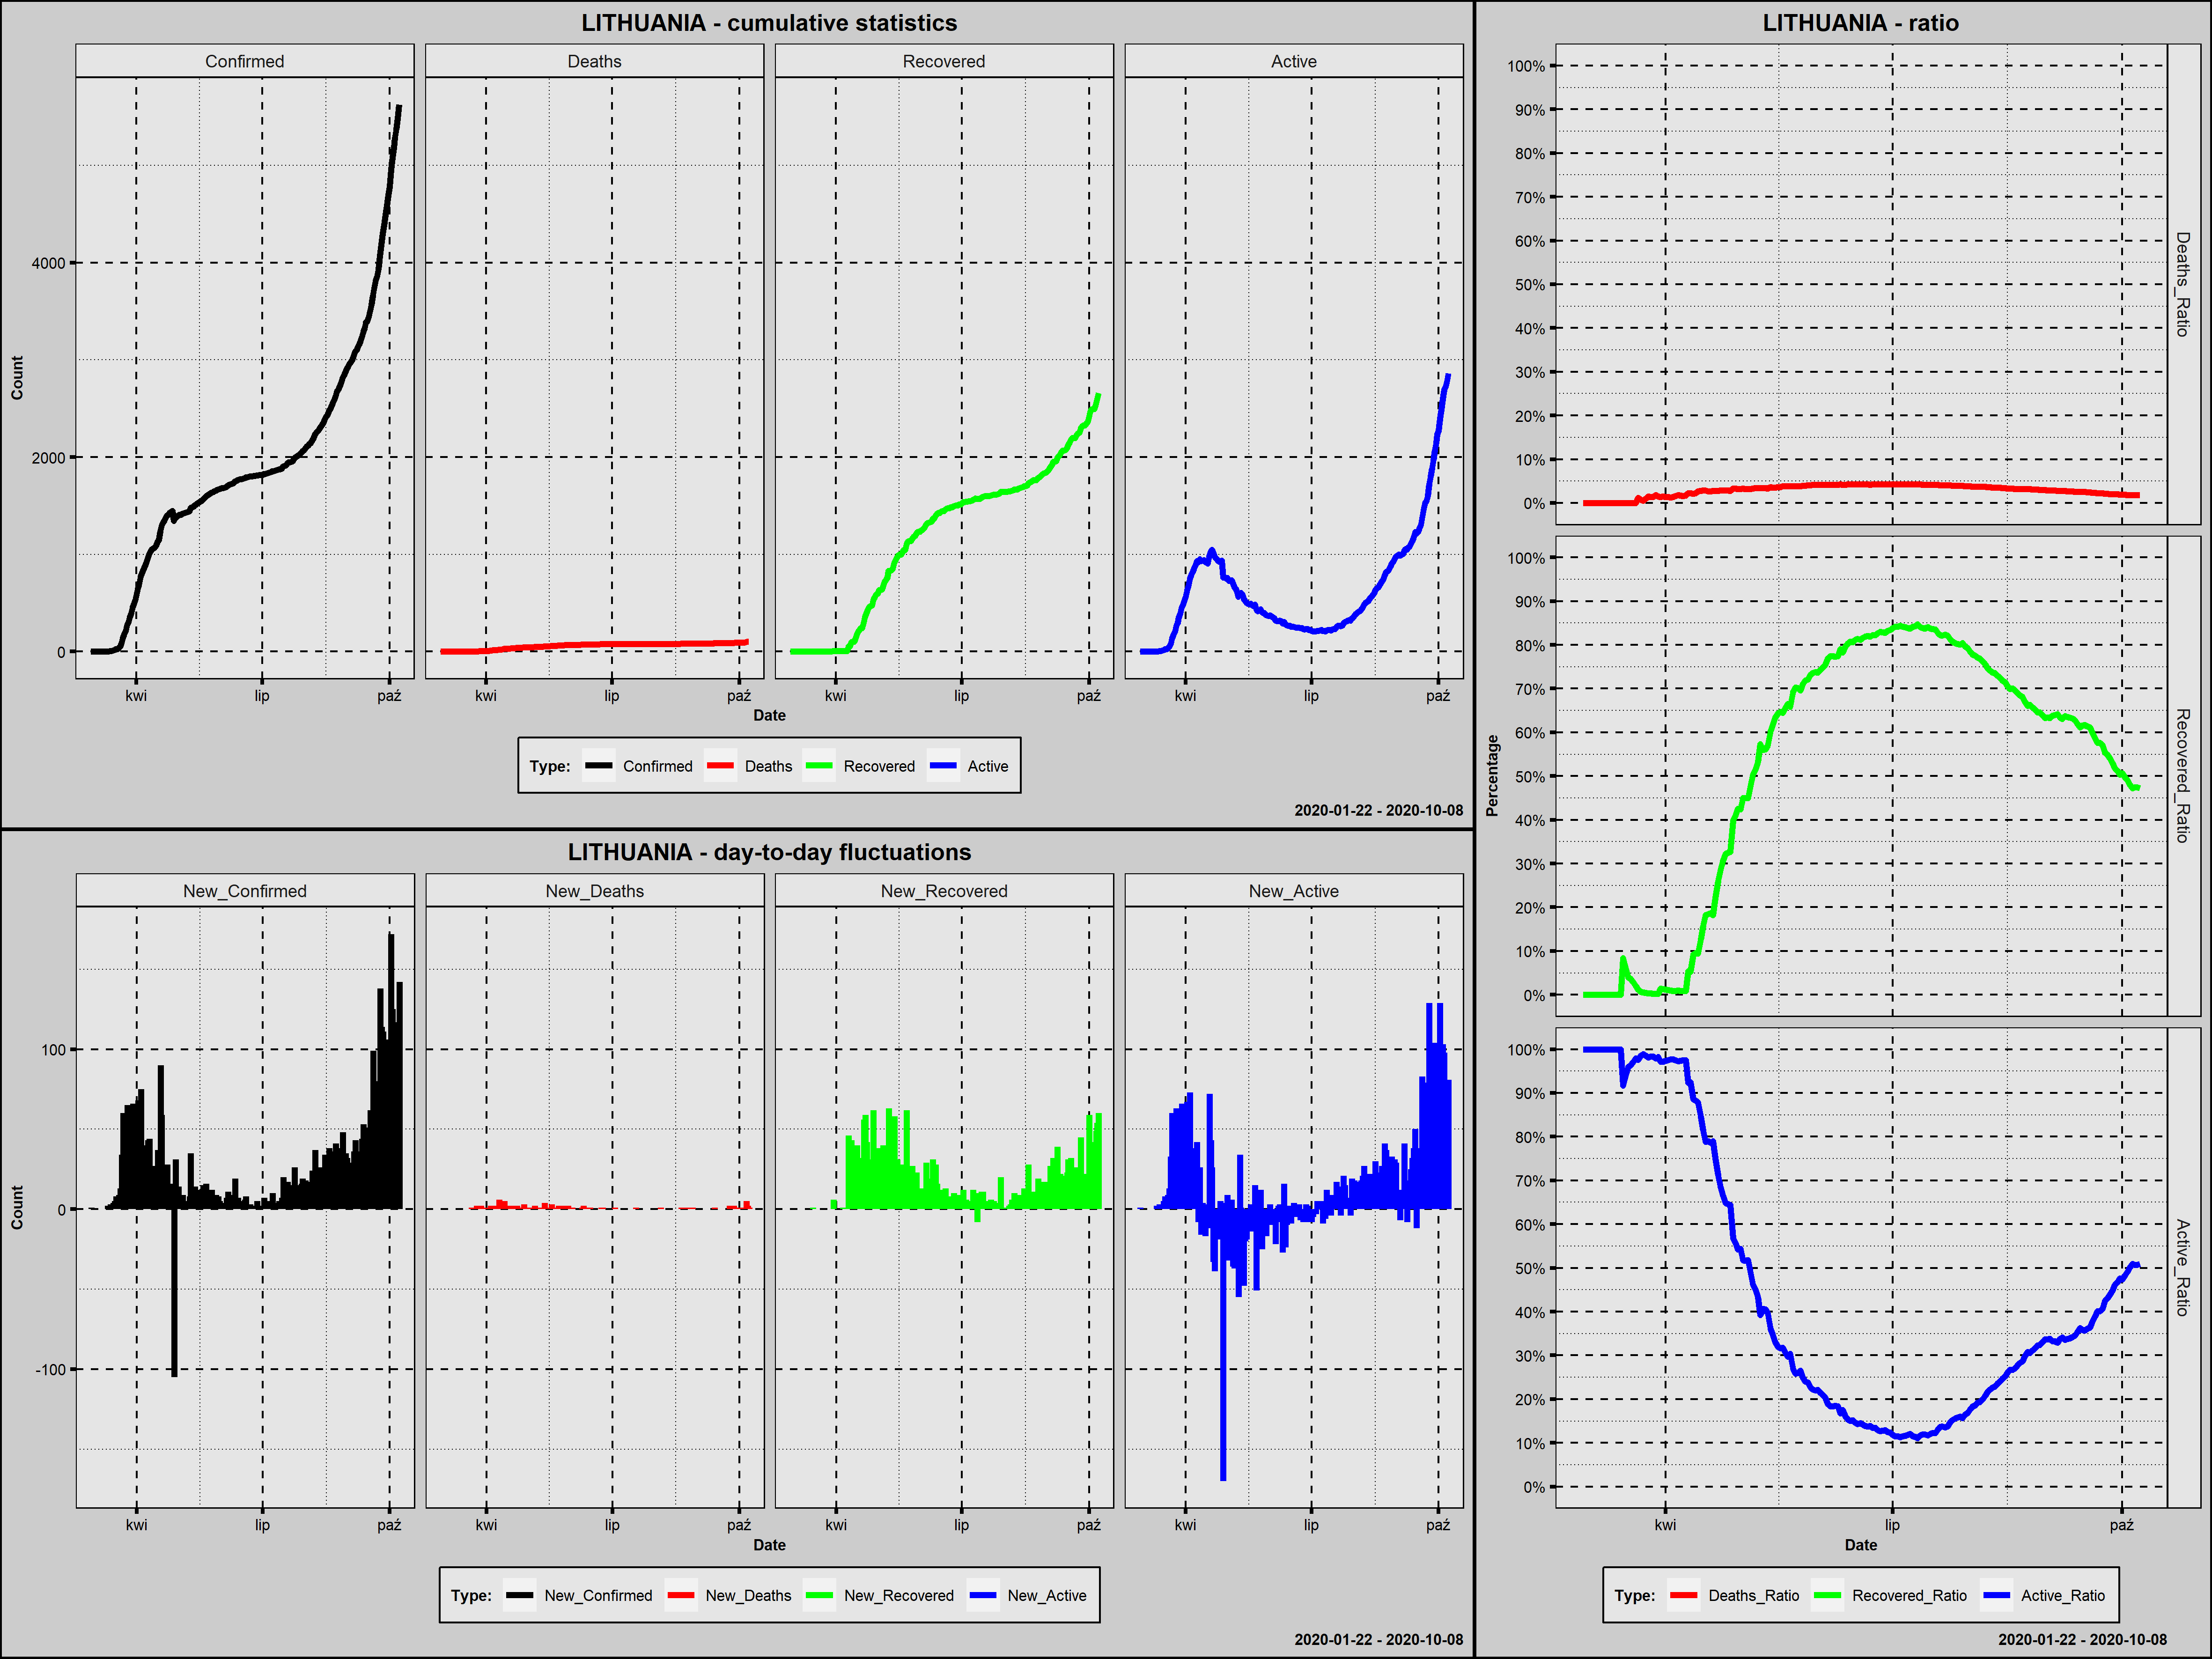 LITHUANIA - cumulative statistics
Confirmed Deaths Recovered Active
Count
4000
2000
0
kwi lip paź kwi lip paź kwi lip paź kwi lip paź
Date
Type: Confirmed Deaths Recovered Active
2020-01-22 - 2020-10-08
LITHUANIA - day-to-day fluctuations
New_Confirmed New_Deaths New_Recovered New_Active
Count
100
0
-100
kwi lip paź kwi lip paź kwi lip paź kwi lip paź
Date
Type: New_Confirmed New_Deaths New_Recovered New_Active
2020-01-22 - 2020-10-08
LITHUANIA - ratio
Percentage
100%
90%
80%
70%
60%
50%
40%
30%
20%
10%
0%
Deaths_Ratio
100%
90%
80%
70%
60%
50%
40%
30%
20%
10%
0%
Recovered_Ratio
100%
90%
80%
70%
60%
50%
40%
30%
20%
10%
0%
Active_Ratio
kwi lip paź
Date
Type: Deaths_Ratio Recovered_Ratio Active_Ratio
2020-01-22 - 2020-10-08